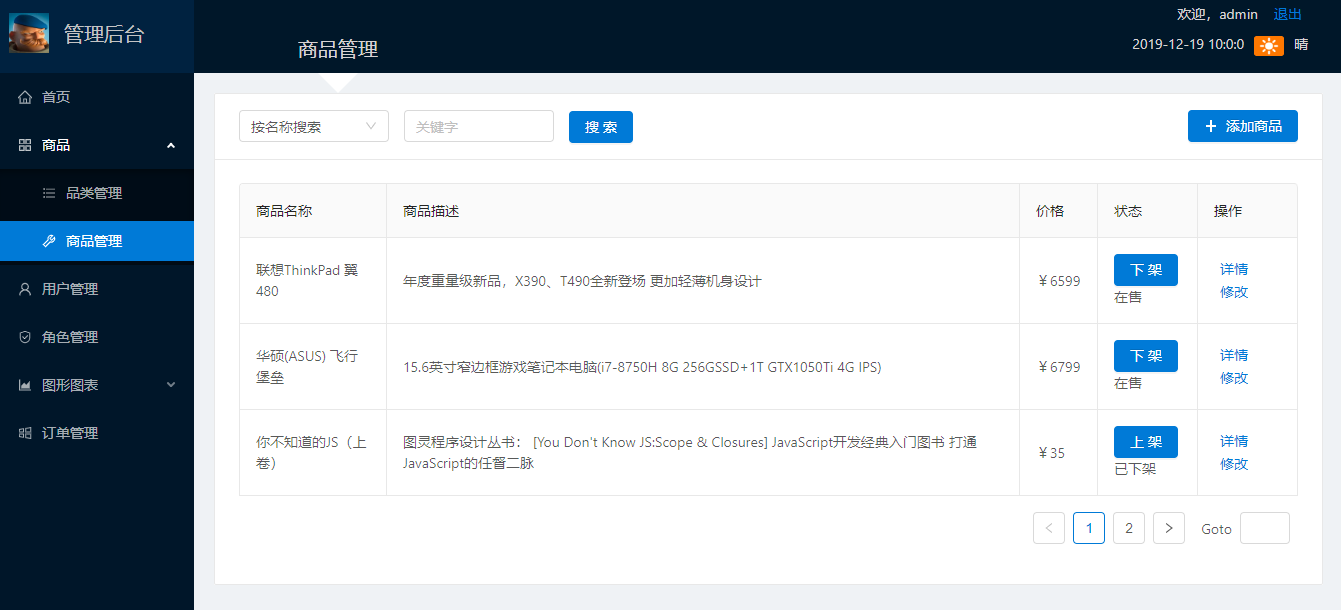 管理后台
欢迎，admin 退出
商品管理
2019-12-19 10:0:0 晴
首页
商品
品类管理
商品管理
用户管理
角色管理
图形图表
订单管理
按名称搜索 关键字 搜 索 + 添加商品
商品名称 商品描述 价格 状态 操作
联想ThinkPad 翼
480
年度重量级新品，X390、T490全新登场 更加轻薄机身设计
￥6599
下 架
在售
详情
修改
华硕(ASUS) 飞行
堡垒
15.6英寸窄边框游戏笔记本电脑(i7-8750H 8G 256GSSD+1T GTX1050Ti 4G IPS)
￥6799
下 架
在售
详情
修改
你不知道的JS（上
卷）
图灵程序设计丛书： [You Don't Know JS:Scope & Closures] JavaScript开发经典入门图书 打通
JavaScript的任督二脉
￥35
上 架
已下架
详情
修改
< 1 2 > Goto